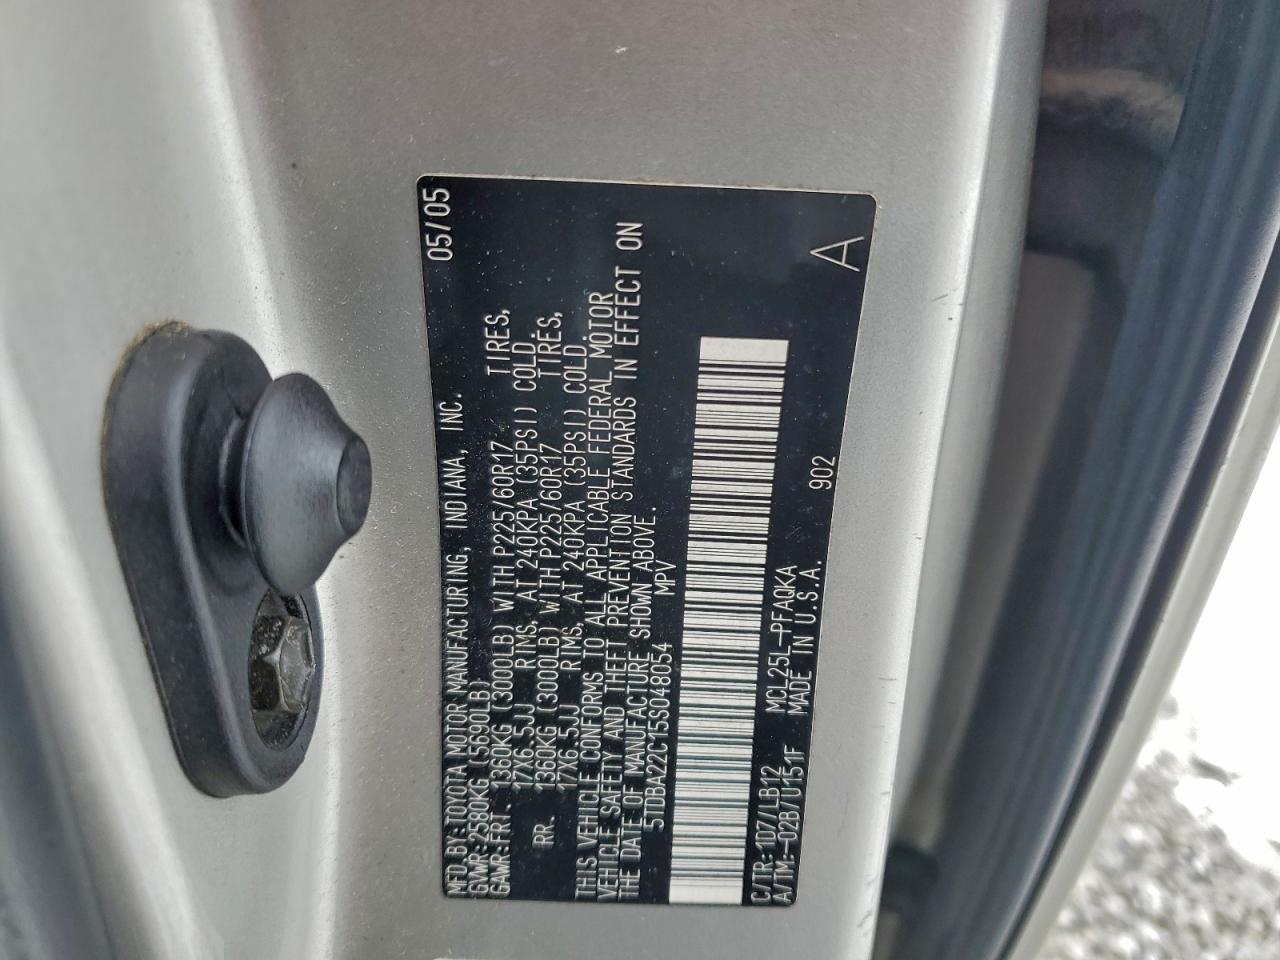 05/05
MFD.BY:TOYOTA MOTOR MANUFACTURING, INDIANA, INC.
GVWR:2580KG (5690LB)
GAWR:FRT. 1360KG (3000LB) WITH P225/60R17 TIRES,
17X6.5JJ RIMS, AT 240KPA (35PSI) COLD
RR. 1360KG (3000LB) WITH P225/60R17 TIRES,
17X6.5JJ RIMS, AT 240KPA (35PSI) COLD.
THIS VEHICLE CONFORMS TO ALL APPLICABLE FEDERAL MOTOR
VEHICLE SAFETY AND THEFT PREVENTION STANDARDS IN EFFECT ON
THE DATE OF MANUFACTURE SHOWN ABOVE.
5TDBA22C15S048054 MPV
C/TR:1D7/LB12 MCL25L-PFAQKA 902
A/TM:-02B/U151F MADE IN U.S.A.
A